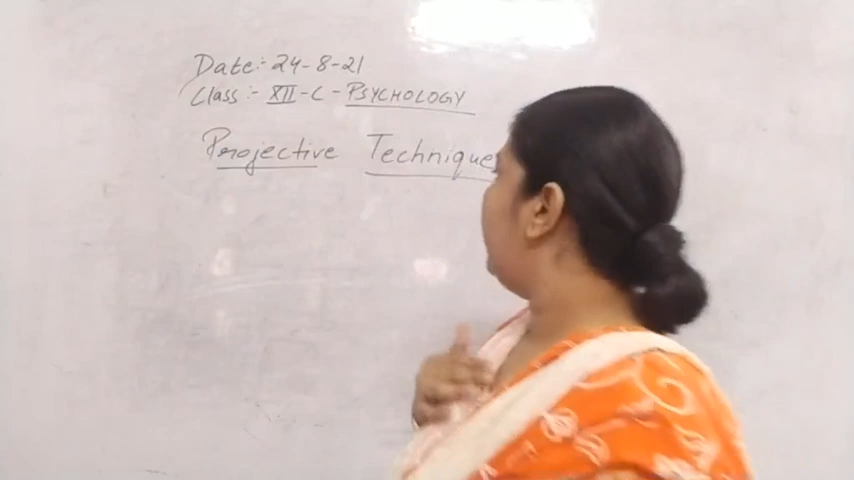 Date:- 24-8-21
Class:- XII-C - PSYCHOLOGY
Projective Techniques